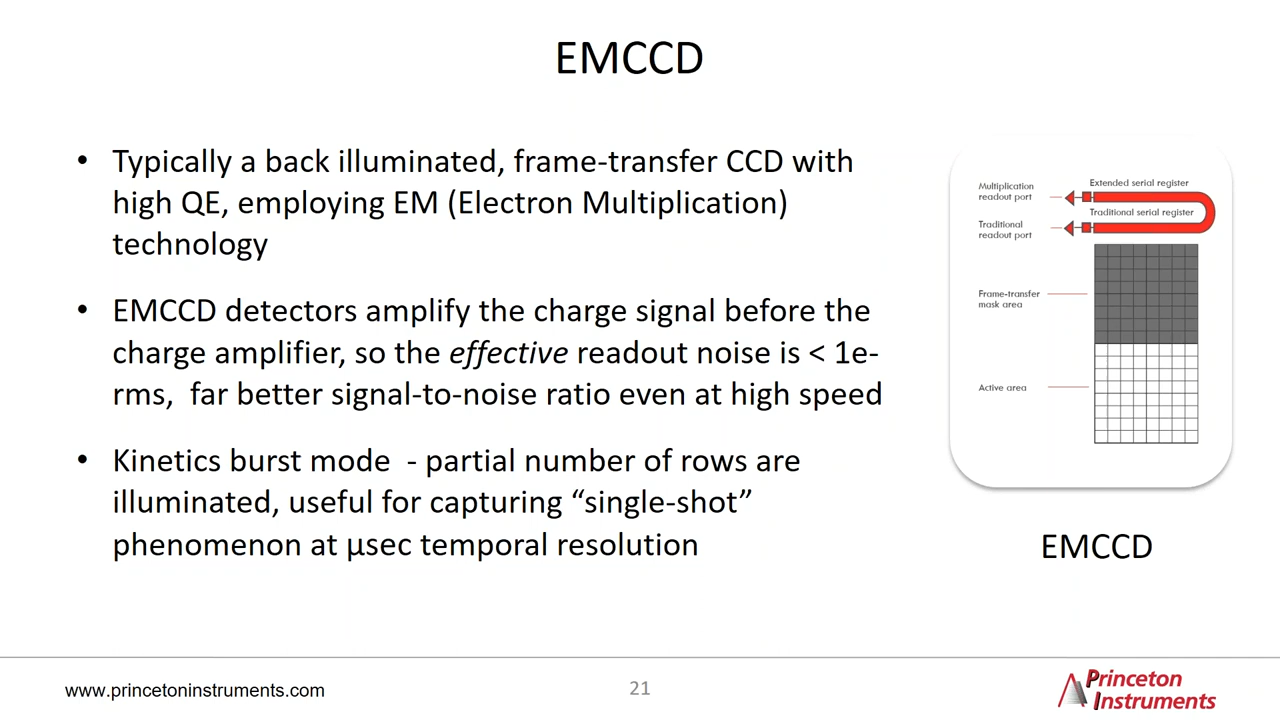 EMCCD
• Typically a back illuminated, frame-transfer CCD with
high QE, employing EM (Electron Multiplication)
technology
• EMCCD detectors amplify the charge signal before the
charge amplifier, so the effective readout noise is < 1e-
rms,  far better signal-to-noise ratio even at high speed
• Kinetics burst mode  - partial number of rows are
illuminated, useful for capturing “single-shot”
phenomenon at µsec temporal resolution
Multiplication
readout port
Extended serial register
Traditional serial register
Traditional
readout port
Frame-transfer
mask area
Active area
EMCCD
www.princetoninstruments.com
21
Princeton
Instruments